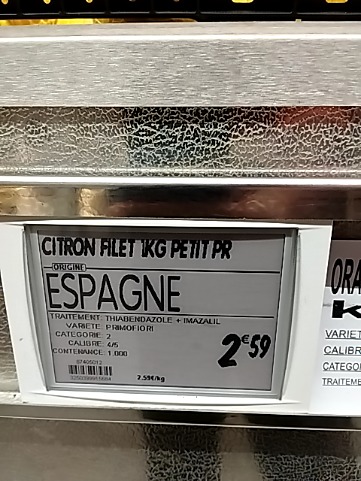 CITRON FILET 1KG PETIT PR
ORIGINE
ESPAGNE
TRAITEMENT: THIABENDAZOLE + IMAZALIL
VARIETE PRIMOFIORI
CATEGORIE 2
CALIBRE 4/5
CONTENANCE 1,000
2€59
2.59€/kg
ORA
VARIET
CALIBR
CATEGO
TRAITEME